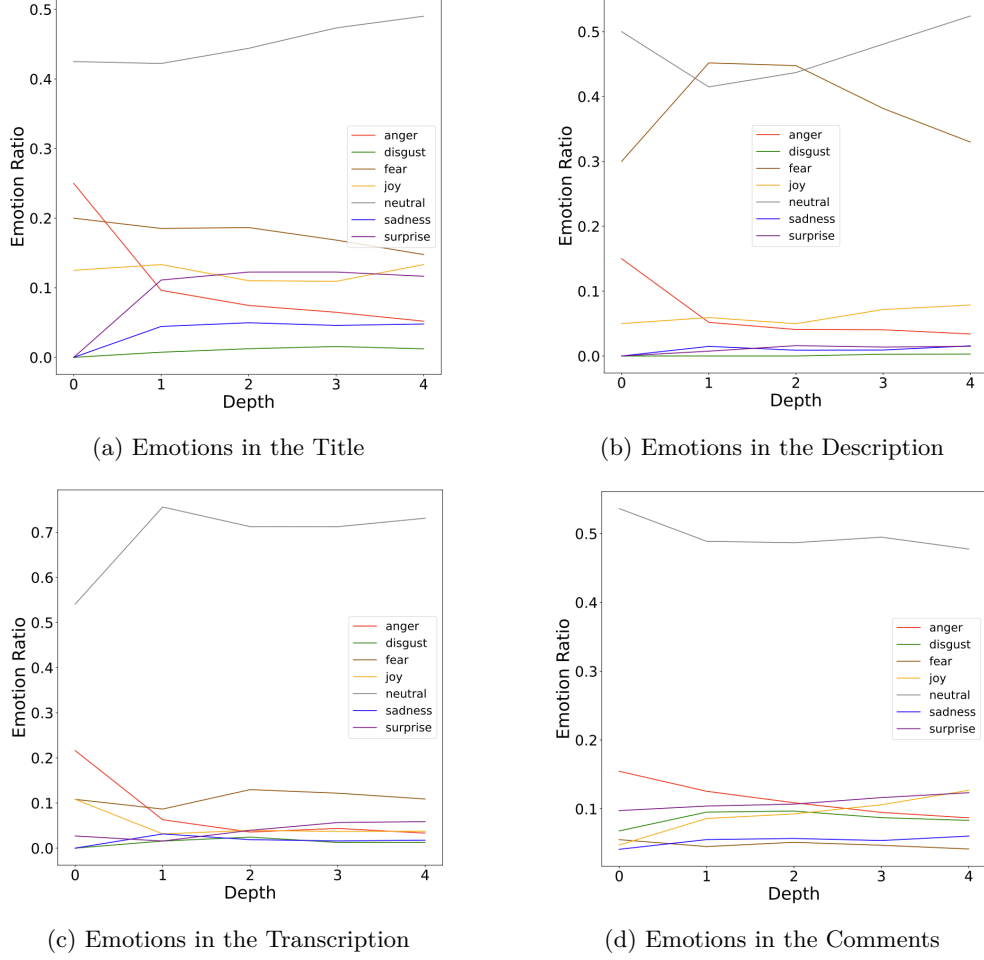 0.5
0.4
0.3
0.2
0.1
0.0
Emotion Ratio
anger
disgust
fear
joy
neutral
sadness
surprise
0 1 2 3 4
Depth
(a) Emotions in the Title
0.5
0.4
0.3
0.2
0.1
0.0
Emotion Ratio
anger
disgust
fear
joy
neutral
sadness
surprise
0 1 2 3 4
Depth
(b) Emotions in the Description
0.7
0.6
0.5
0.4
0.3
0.2
0.1
0.0
Emotion Ratio
anger
disgust
fear
joy
neutral
sadness
surprise
0 1 2 3 4
Depth
(c) Emotions in the Transcription
0.5
0.4
0.3
0.2
0.1
Emotion Ratio
anger
disgust
fear
joy
neutral
sadness
surprise
0 1 2 3 4
Depth
(d) Emotions in the Comments